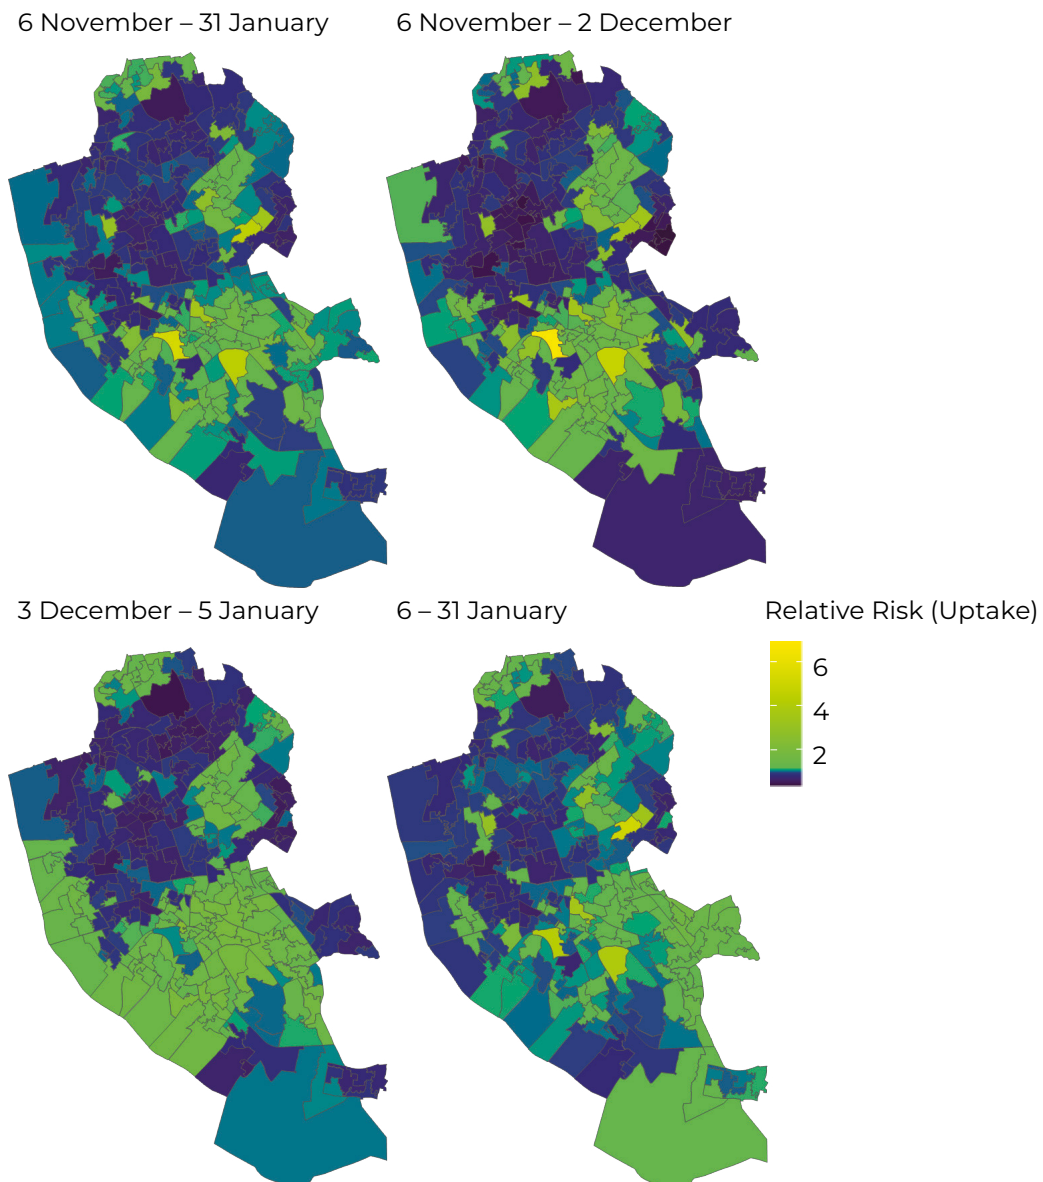 6 November – 31 January
6 November – 2 December
3 December – 5 January
6 – 31 January
Relative Risk (Uptake)
6
4
2